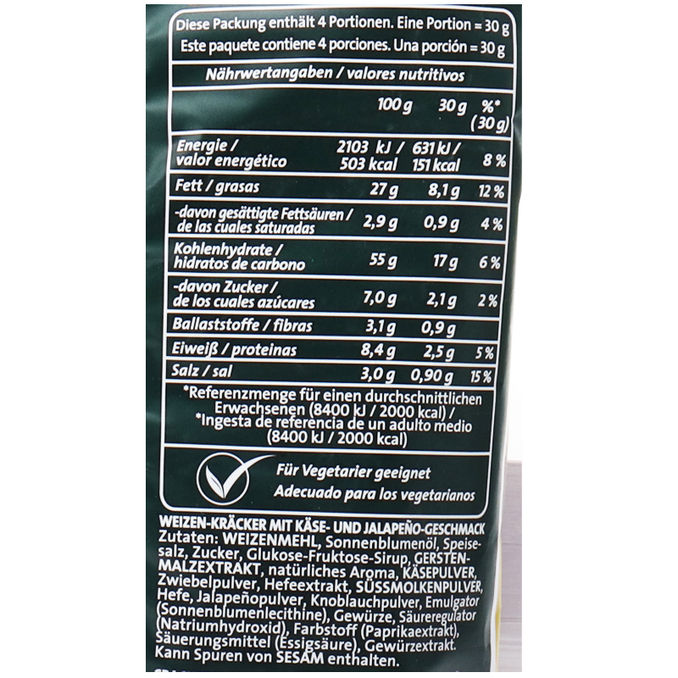 Diese Packung enthält 4 Portionen. Eine Portion = 30 g
Este paquete contiene 4 porciones. Una porción = 30 g
Nährwertangaben / valores nutritivos
100 g 30 g %*
(30 g)
Energie / 2103 kJ / 631 kJ /
valor energético 503 kcal 151 kcal 8 %
Fett / grasas 27 g 8,1 g 12 %
-davon gesättigte Fettsäuren /
de las cuales saturadas 2,9 g 0,9 g 4 %
Kohlenhydrate /
hidratos de carbono 55 g 17 g 6 %
-davon Zucker /
de los cuales azúcares 7,0 g 2,1 g 2 %
Ballaststoffe / fibras 3,1 g 0,9 g
Eiweiß / proteinas 8,4 g 2,5 g 5 %
Salz / sal 3,0 g 0,90 g 15 %
*Referenzmenge für einen durchschnittlichen
Erwachsenen (8400 kJ / 2000 kcal) /
*Ingesta de referencia de un adulto medio
(8400 kJ / 2000 kcal)
Für Vegetarier geeignet
Adecuado para los vegetarianos
WEIZEN-KRÄCKER MIT KÄSE- UND JALAPEÑO-GESCHMACK
Zutaten: WEIZENMEHL, Sonnenblumenöl, Speise-
salz, Zucker, Glukose-Fruktose-Sirup, GERSTEN-
MALZEXTRAKT, natürliches Aroma, KÄSEPULVER,
Zwiebelpulver, Hefeextrakt, SÜSSMOLKENPULVER,
Hefe, Jalapeñopulver, Knoblauchpulver, Emulgator
(Sonnenblumenlecithine), Gewürze, Säureregulator
(Natriumhydroxid), Farbstoff (Paprikaextrakt),
Säuerungsmittel (Essigsäure), Gewürzextrakt.
Kann Spuren von SESAM enthalten.